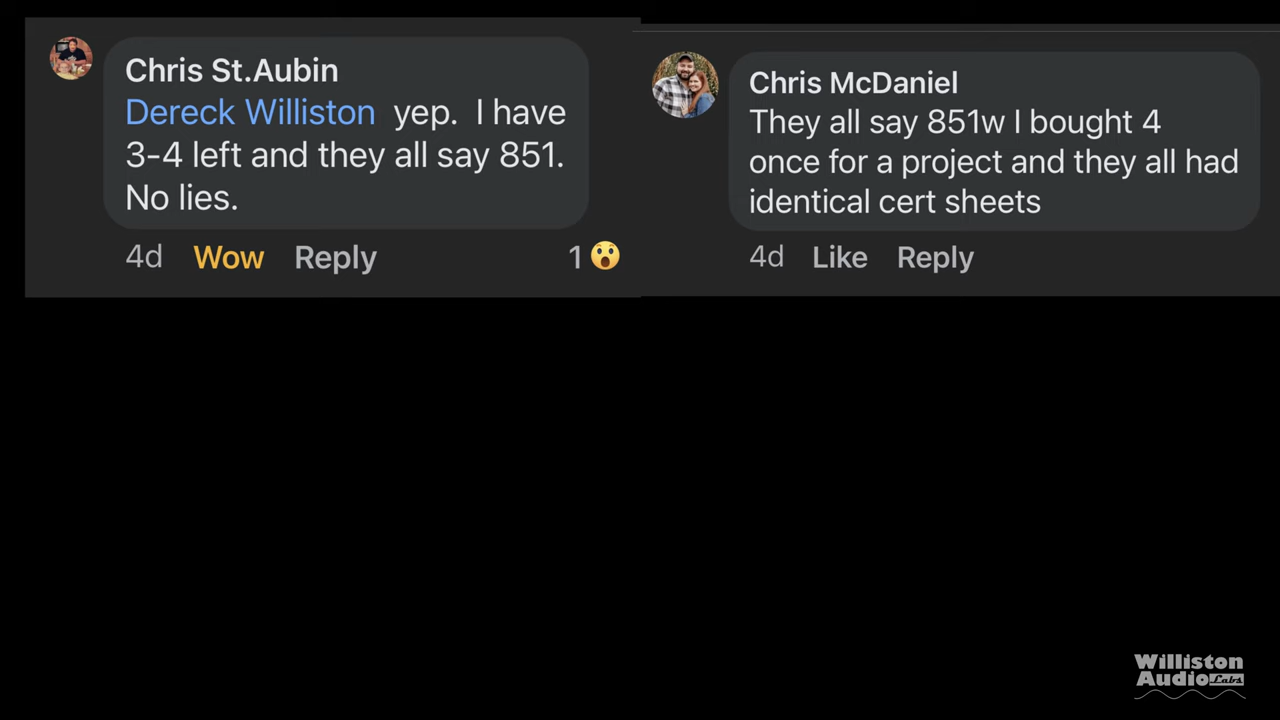 Chris St.Aubin
Dereck Williston yep. I have
3-4 left and they all say 851.
No lies.
4d Wow Reply 1
Chris McDaniel
They all say 851w I bought 4
once for a project and they all had
identical cert sheets
4d Like Reply
Williston
Audio Labs